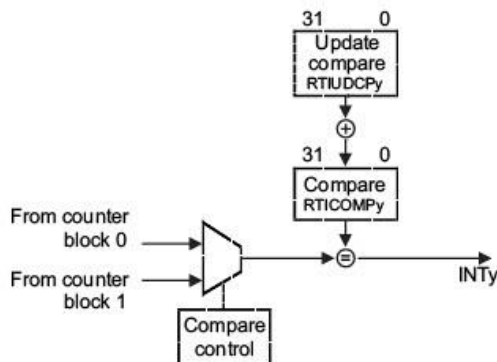 31 0
Update
compare
RTIUDCPy
+
31 0
Compare
RTICOMPy
From counter
block 0
=
INTy
From counter
block 1
Compare
control